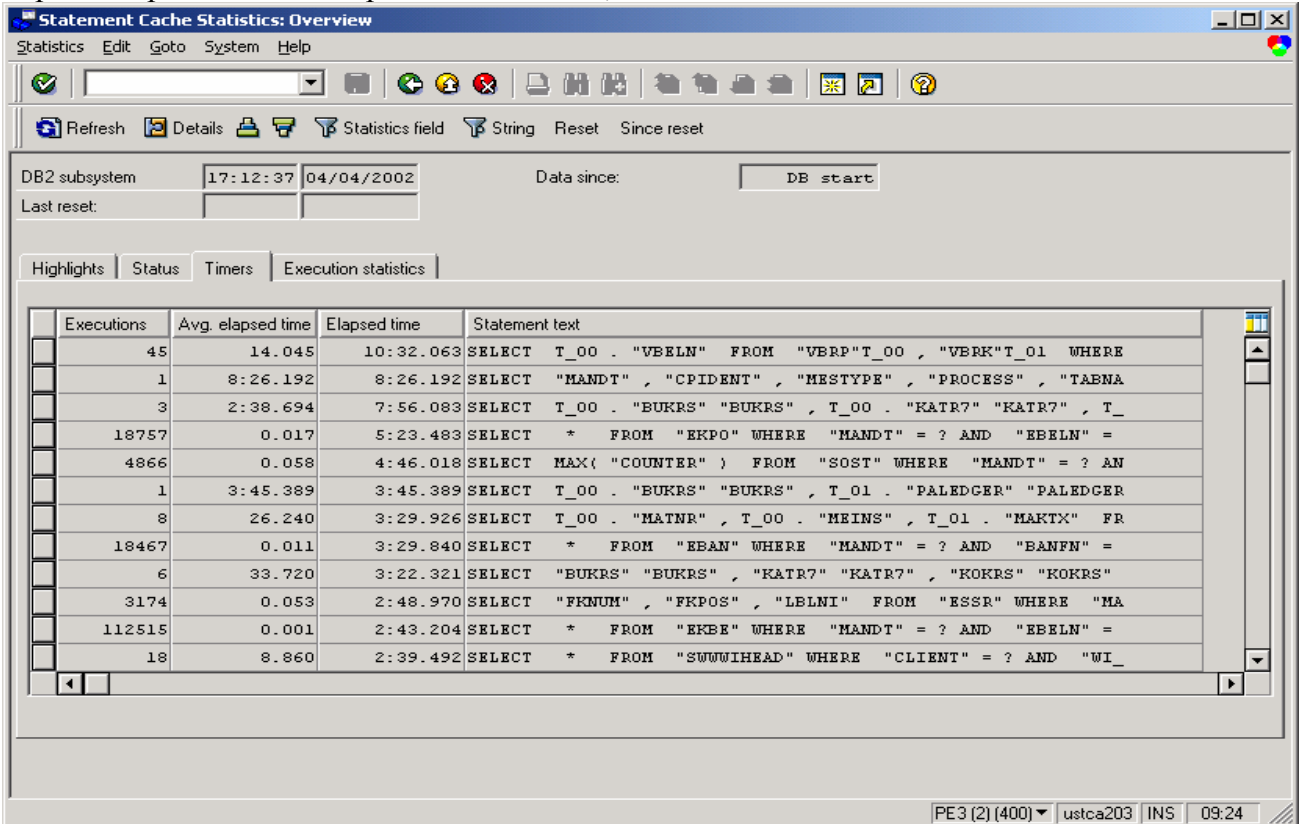 Statement Cache Statistics: Overview
Statistics Edit Goto System Help
Refresh Details Statistics field String Reset Since reset
DB2 subsystem 17:12:37 04/04/2002 Data since: DB start
Last reset:
Highlights Status Timers Execution statistics
Executions Avg. elapsed time Elapsed time Statement text
45 14.045 10:32.063 SELECT T_00 . "VBELN" FROM "VBRP"T_00 , "VBRK"T_01 WHERE
1 8:26.192 8:26.192 SELECT "MANDT" , "CPIDENT" , "MESTYPE" , "PROCESS" , "TABNA
3 2:38.694 7:56.083 SELECT T_00 . "BUKRS" "BUKRS" , T_00 . "KATR7" "KATR7" , T_
18757 0.017 5:23.483 SELECT * FROM "EKPO" WHERE "MANDT" = ? AND "EBELN" =
4866 0.058 4:46.018 SELECT MAX( "COUNTER" ) FROM "SOST" WHERE "MANDT" = ? AN
1 3:45.389 3:45.389 SELECT T_00 . "BUKRS" "BUKRS" , T_01 . "PALEDGER" "PALEDGER
8 26.240 3:29.926 SELECT T_00 . "MATNR" , T_00 . "MEINS" , T_01 . "MAKTX" FR
18467 0.011 3:29.840 SELECT * FROM "EBAN" WHERE "MANDT" = ? AND "BANFN" =
6 33.720 3:22.321 SELECT "BUKRS" "BUKRS" , "KATR7" "KATR7" , "KOKRS" "KOKRS"
3174 0.053 2:48.970 SELECT "FKNUM" , "FKPOS" , "LBLNI" FROM "ESSR" WHERE "MA
112515 0.001 2:43.204 SELECT * FROM "EKBE" WHERE "MANDT" = ? AND "EBELN" =
18 8.860 2:39.492 SELECT * FROM "SWWWIHEAD" WHERE "CLIENT" = ? AND "WI_
PE3 (2) (400) ustca203 INS 09:24